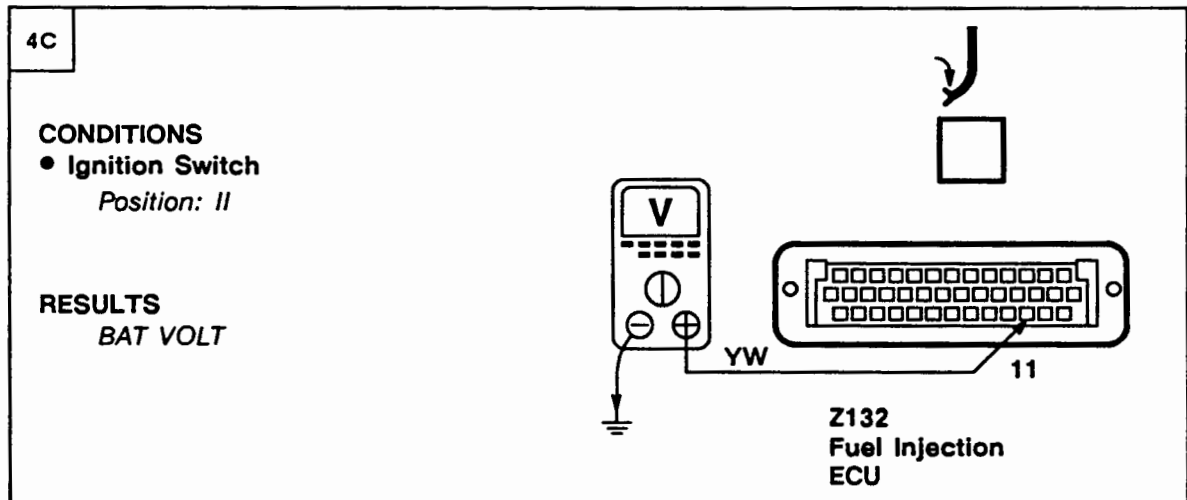 4C
CONDITIONS
● Ignition Switch
Position: II
RESULTS
BAT VOLT
V
YW
11
Z132
Fuel Injection
ECU